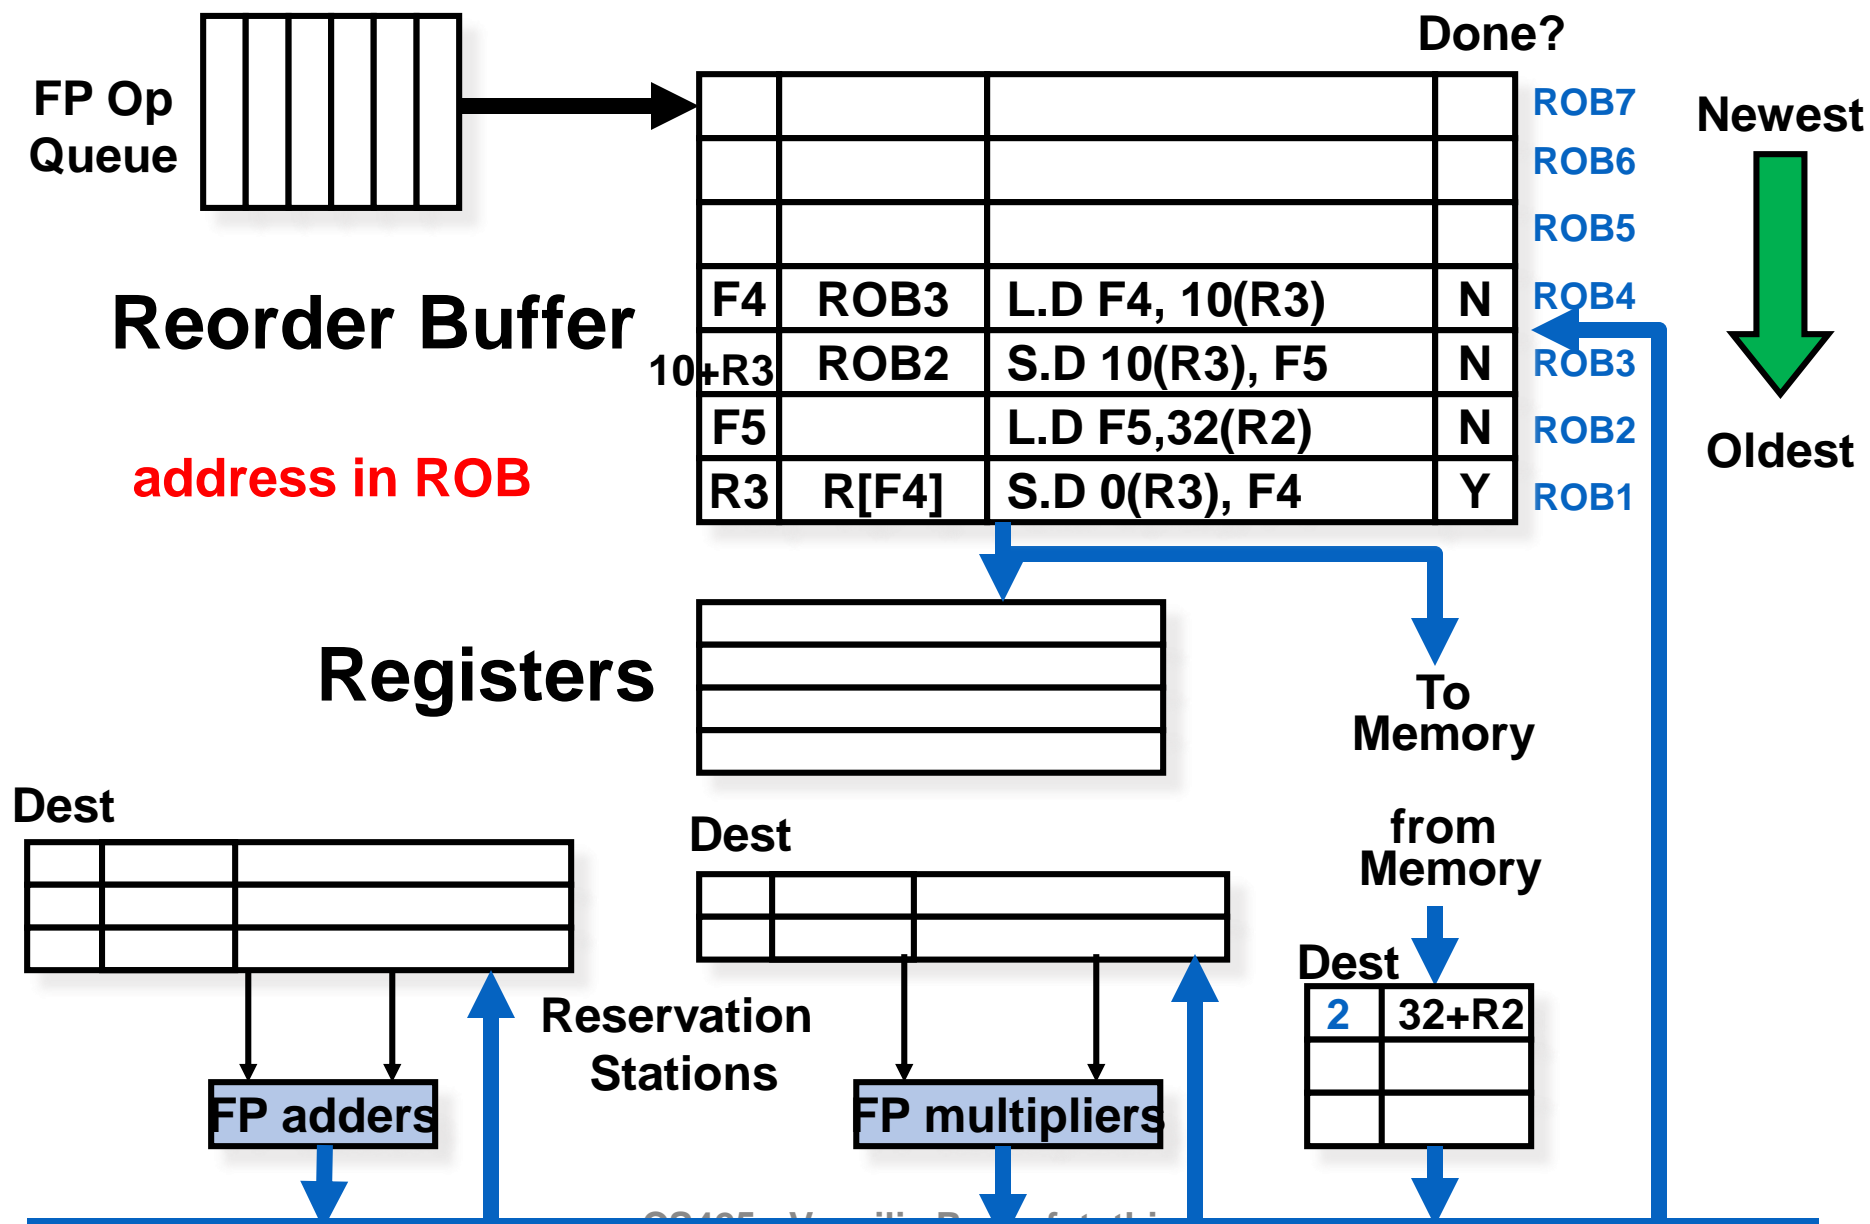 Done?
FP Op
Queue
ROB7
Newest
ROB6
ROB5
Reorder Buffer
F4 ROB3 L.D F4, 10(R3) N ROB4
10+R3 ROB2 S.D 10(R3), F5 N ROB3
F5 L.D F5,32(R2) N ROB2
Oldest
address in ROB
R3 R[F4] S.D 0(R3), F4 Y ROB1
Registers
To
Memory
Dest
Dest
from
Memory
Dest
2 32+R2
Reservation
Stations
FP adders
FP multipliers